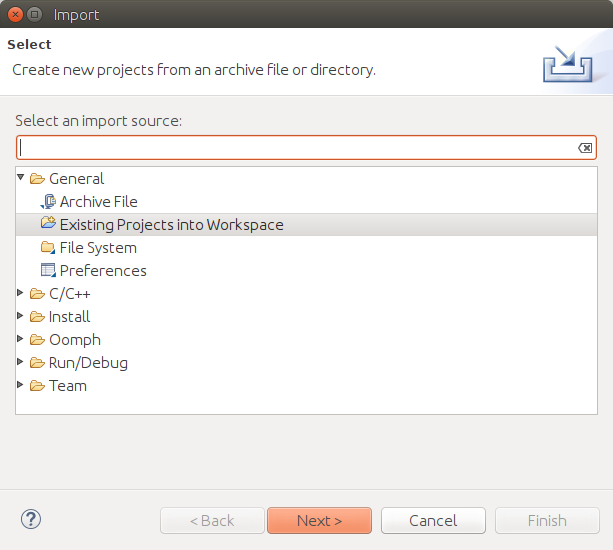 Import
Select
Create new projects from an archive file or directory.
Select an import source:
General
Archive File
Existing Projects into Workspace
File System
Preferences
C/C++
Install
Oomph
Run/Debug
Team
? < Back Next > Cancel Finish